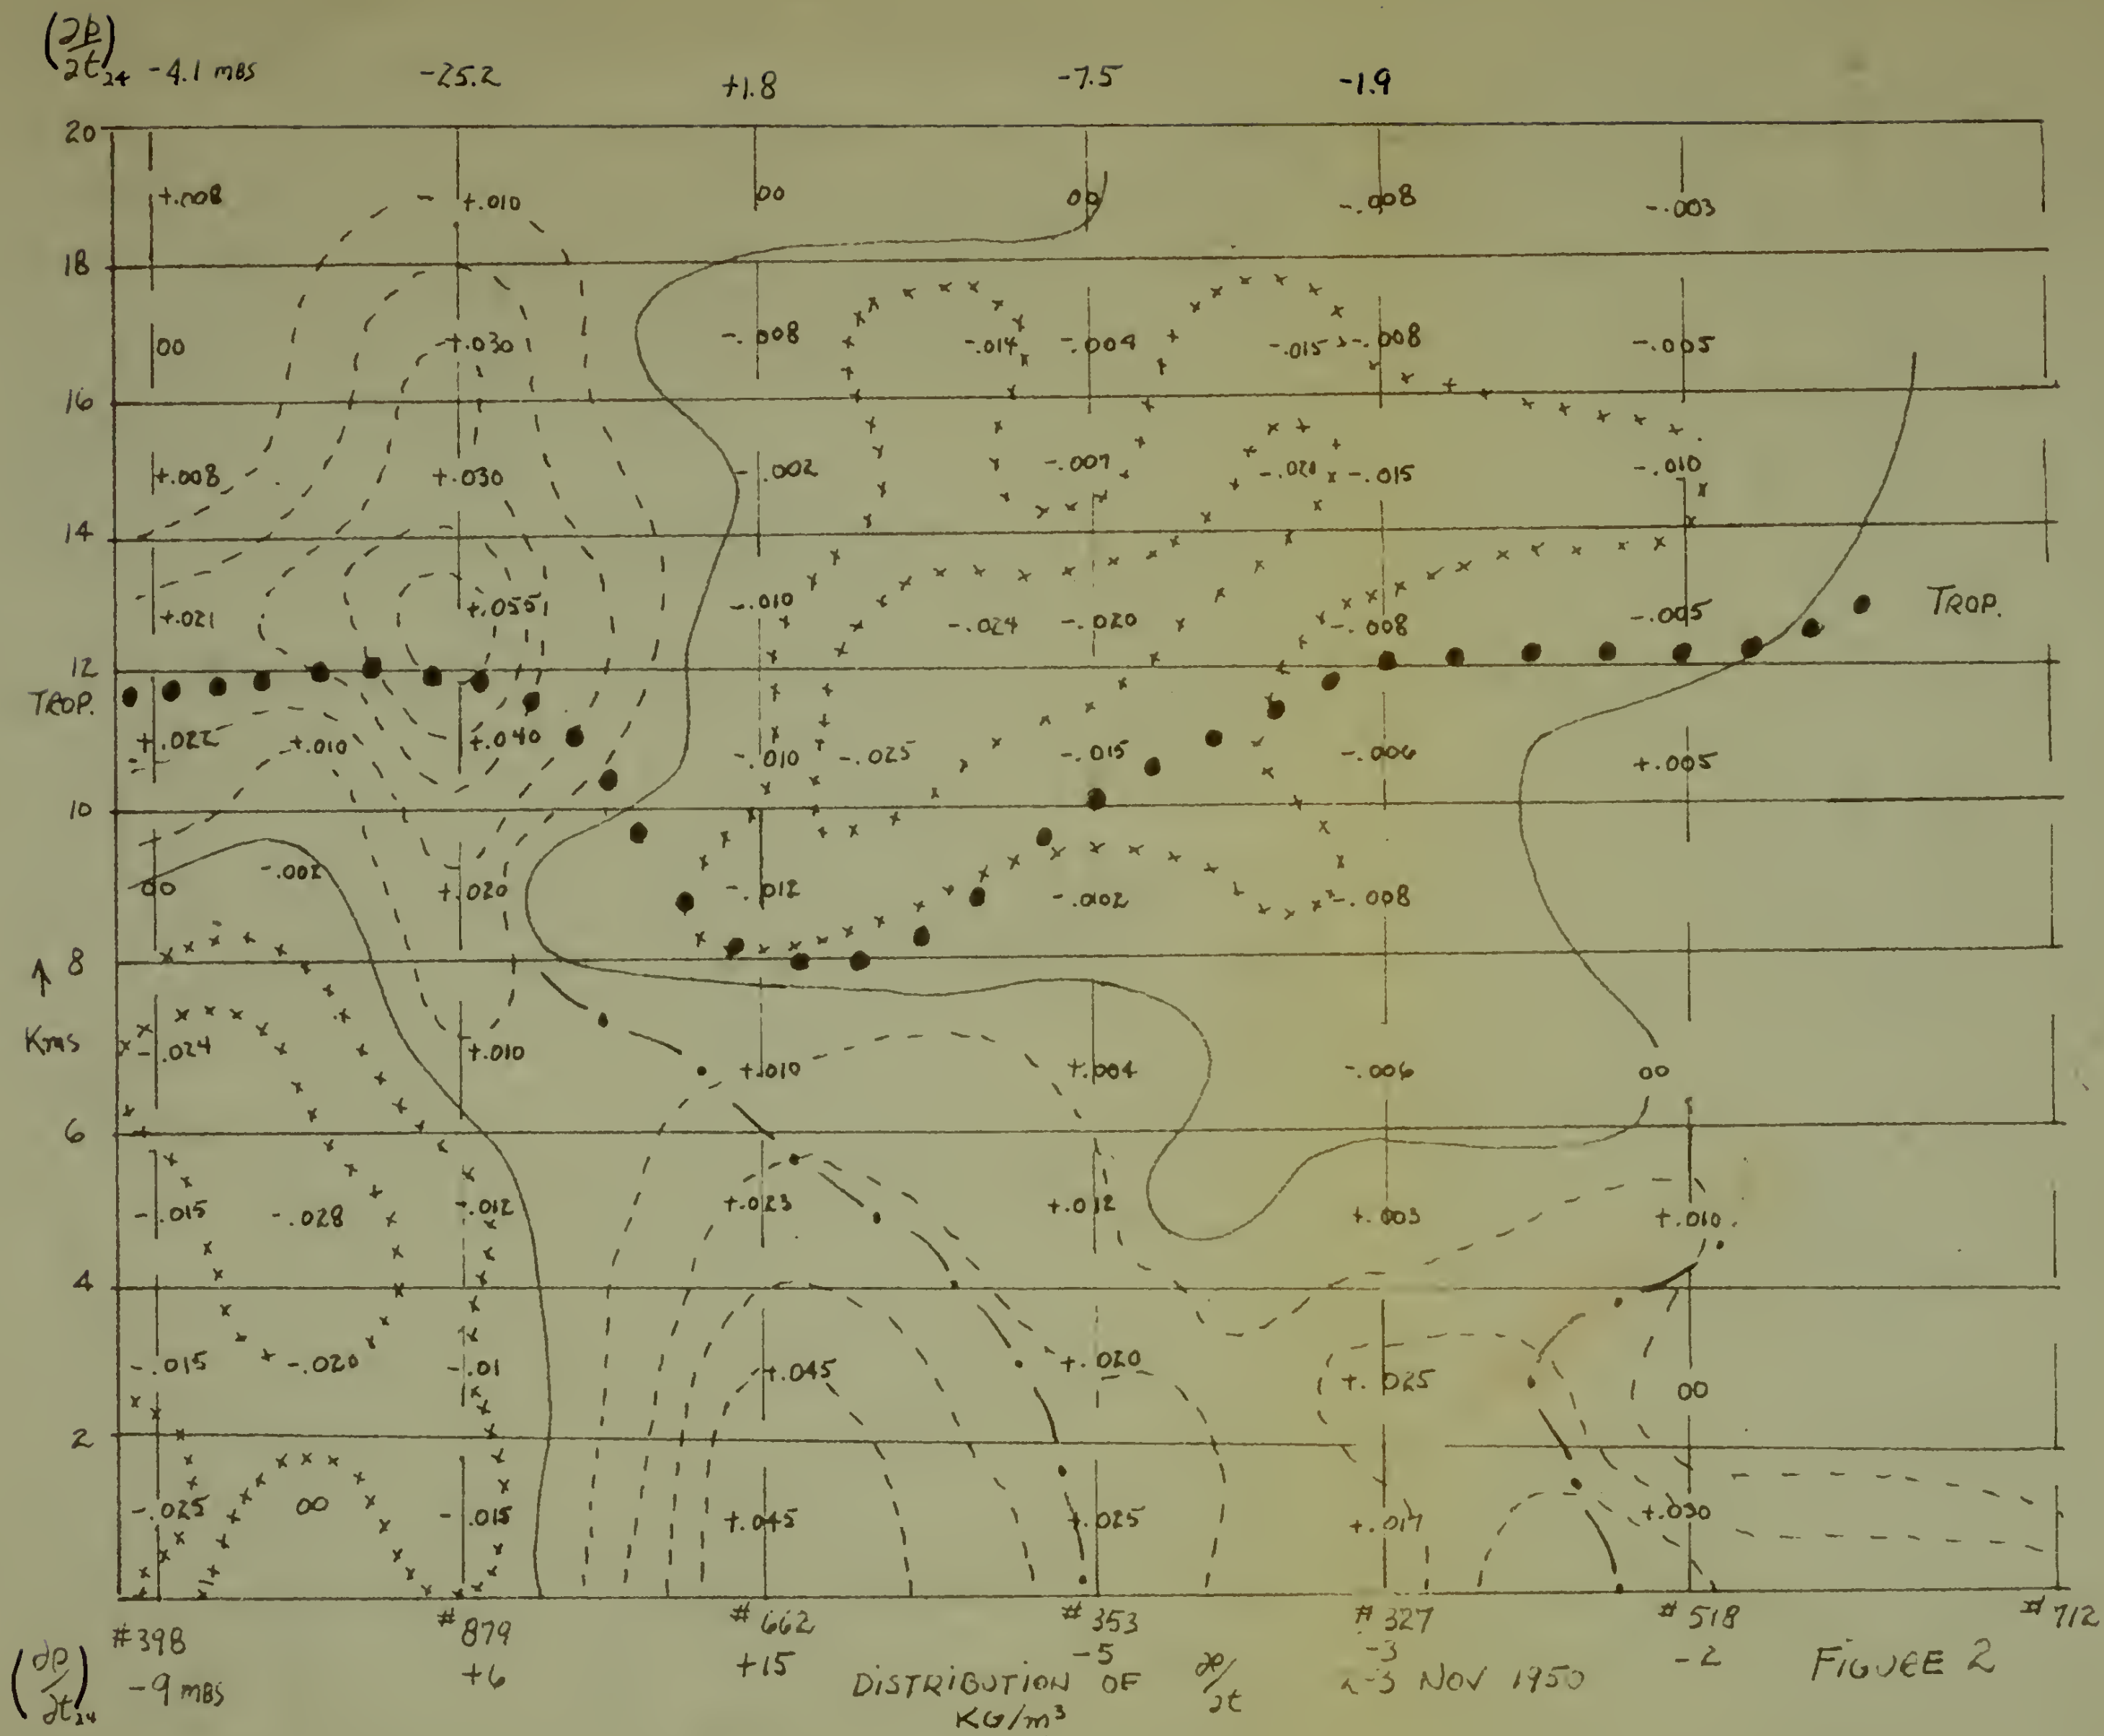 (∂p/∂t)24 -4.1 mbs -25.2 +1.8 -7.5 -1.9
20
+.008 +.010 00 00 -.008 -.003
18
00 +.030 -.008 -.014 -.004 -.015 -.008 -.005
16
+.008 +.030 -.002 -.007 -.021 -.015 -.010
14
+.021 +.055 -.010 -.024 -.020 -.008 -.005 TROP.
12
TROP.
+.022 +.010 +.040 -.010 -.025 -.015 -.006 +.005
10
00 -.002 +.020 -.012 -.002 -.008
↑ 8
Kms -.024 +.010 +.010 +.004 -.006 00
6
-.015 -.028 -.012 +.023 +.012 +.003 +.010
4
-.015 -.020 -.01 +.045 +.020 +.025 00
2
-.025 00 -.015 +.045 +.025 +.017 +.030
#398 #879 #662 #353 #327 #518 #712
(∂p/∂t)24 -9 mbs +6 +15 -5 -3 -2
DISTRIBUTION OF ∂ρ/∂t 2-3 NOV 1950 FIGURE 2
KG/m³